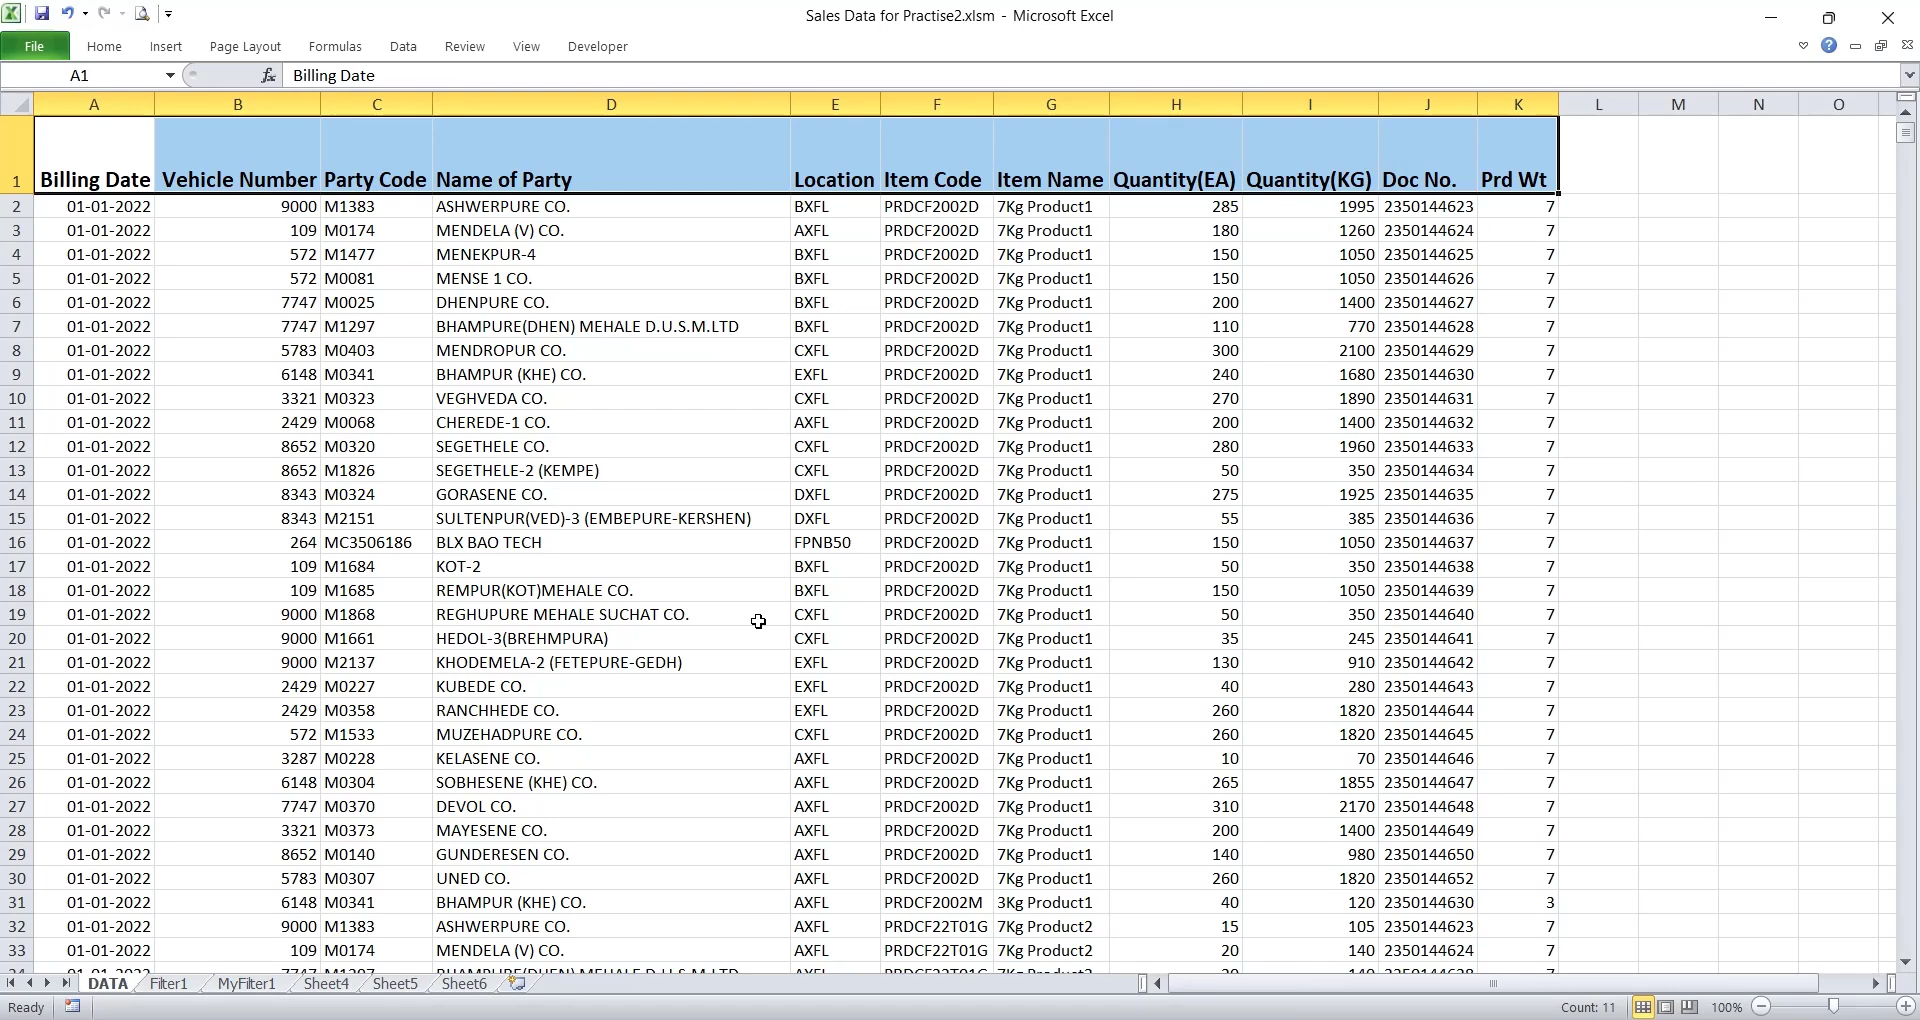 Sales Data for Practise2.xlsm - Microsoft Excel
File Home Insert Page Layout Formulas Data Review View Developer
A1 fx Billing Date
A B C D E F G H I J K L M N O
1 Billing Date Vehicle Number Party Code Name of Party Location Item Code Item Name Quantity(EA) Quantity(KG) Doc No. Prd Wt
2 01-01-2022 9000 M1383 ASHWERPURE CO. BXFL PRDCF2002D 7Kg Product1 285 1995 2350144623 7
3 01-01-2022 109 M0174 MENDELA (V) CO. AXFL PRDCF2002D 7Kg Product1 180 1260 2350144624 7
4 01-01-2022 572 M1477 MENEKPUR-4 BXFL PRDCF2002D 7Kg Product1 150 1050 2350144625 7
5 01-01-2022 572 M0081 MENSE 1 CO. BXFL PRDCF2002D 7Kg Product1 150 1050 2350144626 7
6 01-01-2022 7747 M0025 DHENPURE CO. BXFL PRDCF2002D 7Kg Product1 200 1400 2350144627 7
7 01-01-2022 7747 M1297 BHAMPURE(DHEN) MEHALE D.U.S.M.LTD BXFL PRDCF2002D 7Kg Product1 110 770 2350144628 7
8 01-01-2022 5783 M0403 MENDROPUR CO. CXFL PRDCF2002D 7Kg Product1 300 2100 2350144629 7
9 01-01-2022 6148 M0341 BHAMPUR (KHE) CO. EXFL PRDCF2002D 7Kg Product1 240 1680 2350144630 7
10 01-01-2022 3321 M0323 VEGHVEDA CO. CXFL PRDCF2002D 7Kg Product1 270 1890 2350144631 7
11 01-01-2022 2429 M0068 CHEREDE-1 CO. AXFL PRDCF2002D 7Kg Product1 200 1400 2350144632 7
12 01-01-2022 8652 M0320 SEGETHELE CO. CXFL PRDCF2002D 7Kg Product1 280 1960 2350144633 7
13 01-01-2022 8652 M1826 SEGETHELE-2 (KEMPE) CXFL PRDCF2002D 7Kg Product1 50 350 2350144634 7
14 01-01-2022 8343 M0324 GORASENE CO. DXFL PRDCF2002D 7Kg Product1 275 1925 2350144635 7
15 01-01-2022 8343 M2151 SULTENPUR(VED)-3 (EMBEPURE-KERSHEN) DXFL PRDCF2002D 7Kg Product1 55 385 2350144636 7
16 01-01-2022 264 MC3506186 BLX BAO TECH FPNB50 PRDCF2002D 7Kg Product1 150 1050 2350144637 7
17 01-01-2022 109 M1684 KOT-2 BXFL PRDCF2002D 7Kg Product1 50 350 2350144638 7
18 01-01-2022 109 M1685 REMPUR(KOT)MEHALE CO. BXFL PRDCF2002D 7Kg Product1 150 1050 2350144639 7
19 01-01-2022 9000 M1868 REGHUPURE MEHALE SUCHAT CO. CXFL PRDCF2002D 7Kg Product1 50 350 2350144640 7
20 01-01-2022 9000 M1661 HEDOL-3(BREHMPURA) CXFL PRDCF2002D 7Kg Product1 35 245 2350144641 7
21 01-01-2022 9000 M2137 KHODEMELA-2 (FETEPURE-GEDH) EXFL PRDCF2002D 7Kg Product1 130 910 2350144642 7
22 01-01-2022 2429 M0227 KUBEDE CO. EXFL PRDCF2002D 7Kg Product1 40 280 2350144643 7
23 01-01-2022 2429 M0358 RANCHHEDE CO. EXFL PRDCF2002D 7Kg Product1 260 1820 2350144644 7
24 01-01-2022 572 M1533 MUZEHADPURE CO. CXFL PRDCF2002D 7Kg Product1 260 1820 2350144645 7
25 01-01-2022 3287 M0228 KELASENE CO. AXFL PRDCF2002D 7Kg Product1 10 70 2350144646 7
26 01-01-2022 6148 M0304 SOBHESENE (KHE) CO. AXFL PRDCF2002D 7Kg Product1 265 1855 2350144647 7
27 01-01-2022 7747 M0370 DEVOL CO. AXFL PRDCF2002D 7Kg Product1 310 2170 2350144648 7
28 01-01-2022 3321 M0373 MAYESENE CO. AXFL PRDCF2002D 7Kg Product1 200 1400 2350144649 7
29 01-01-2022 8652 M0140 GUNDERESEN CO. AXFL PRDCF2002D 7Kg Product1 140 980 2350144650 7
30 01-01-2022 5783 M0307 UNED CO. AXFL PRDCF2002D 7Kg Product1 260 1820 2350144652 7
31 01-01-2022 6148 M0341 BHAMPUR (KHE) CO. AXFL PRDCF2002M 3Kg Product1 40 120 2350144630 3
32 01-01-2022 9000 M1383 ASHWERPURE CO. AXFL PRDCF22T01G 7Kg Product2 15 105 2350144623 7
33 01-01-2022 109 M0174 MENDELA (V) CO. AXFL PRDCF22T01G 7Kg Product2 20 140 2350144624 7
DATA Filter1 MyFilter1 Sheet4 Sheet5 Sheet6
Ready Count: 11 100%